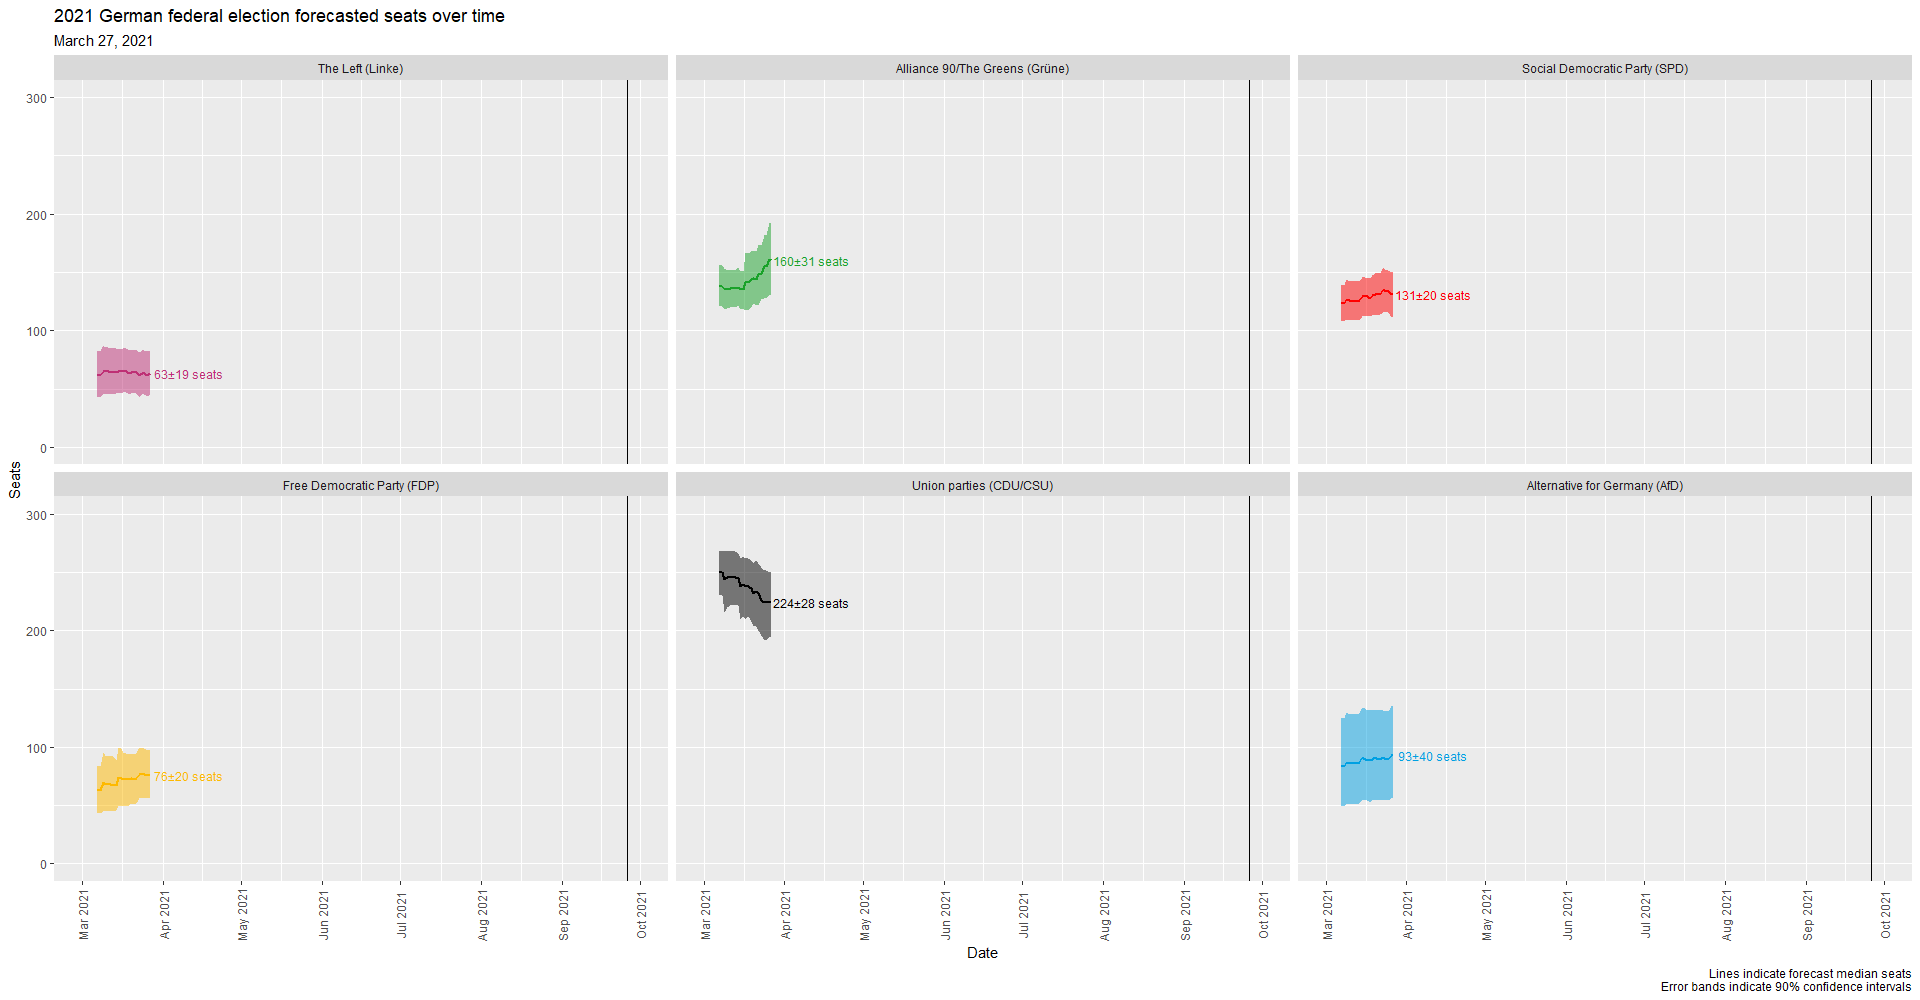 2021 German federal election forecasted seats over time
March 27, 2021
The Left (Linke)
Alliance 90/The Greens (Grüne)
Social Democratic Party (SPD)
300
200
100
0
63±19 seats
160±31 seats
131±20 seats
Seats
Free Democratic Party (FDP)
Union parties (CDU/CSU)
Alternative for Germany (AfD)
300
200
100
0
76±20 seats
224±28 seats
93±40 seats
Mar 2021
Apr 2021
May 2021
Jun 2021
Jul 2021
Aug 2021
Sep 2021
Oct 2021
Mar 2021
Apr 2021
May 2021
Jun 2021
Jul 2021
Aug 2021
Sep 2021
Oct 2021
Mar 2021
Apr 2021
May 2021
Jun 2021
Jul 2021
Aug 2021
Sep 2021
Oct 2021
Date
Lines indicate forecast median seats
Error bands indicate 90% confidence intervals